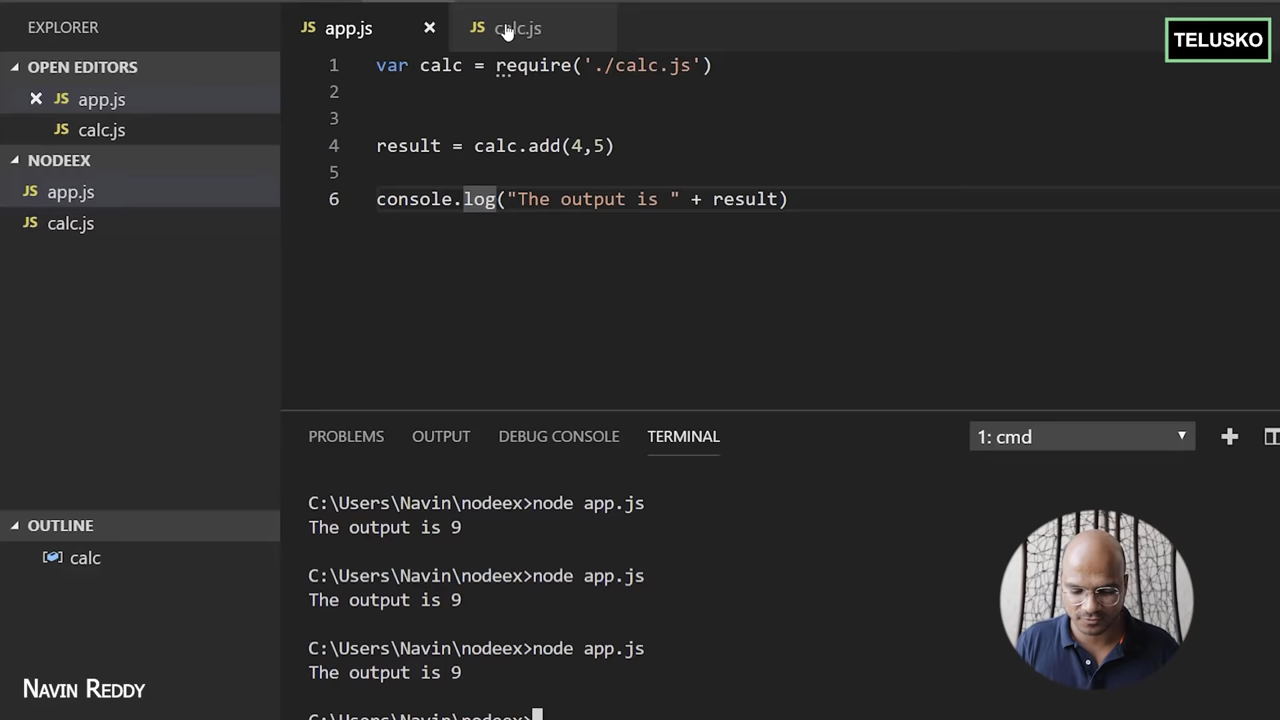 EXPLORER
JS app.js ×
JS calc.js
TELUSKO
OPEN EDITORS
× JS app.js
JS calc.js
NODEEX
JS app.js
JS calc.js
1 var calc = require('./calc.js')
2
3
4 result = calc.add(4,5)
5
6 console.log("The output is " + result)
PROBLEMS OUTPUT DEBUG CONSOLE TERMINAL
1: cmd
C:\Users\Navin\nodeex>node app.js
The output is 9
C:\Users\Navin\nodeex>node app.js
The output is 9
C:\Users\Navin\nodeex>node app.js
The output is 9
C:\Users\Navin\nodeex>
OUTLINE
calc
NAVIN REDDY